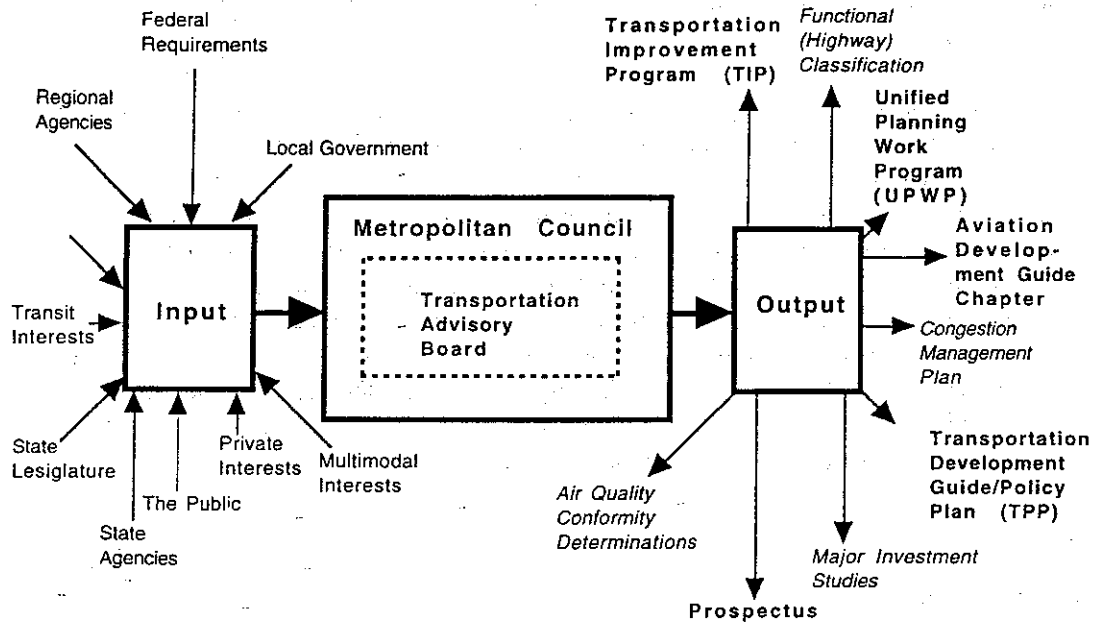 Federal
Requirements
Regional
Agencies
Local Government
Transit
Interests
Input
State
Lesiglature
State
Agencies
The Public
Private
Interests
Multimodal
Interests
Metropolitan Council
Transportation
Advisory
Board
Output
Transportation
Improvement
Program (TIP)
Functional
(Highway)
Classification
Unified
Planning
Work
Program
(UPWP)
Aviation
Develop-
ment Guide
Chapter
Congestion
Management
Plan
Transportation
Development
Guide/Policy
Plan (TPP)
Major Investment
Studies
Prospectus
Air Quality
Conformity
Determinations